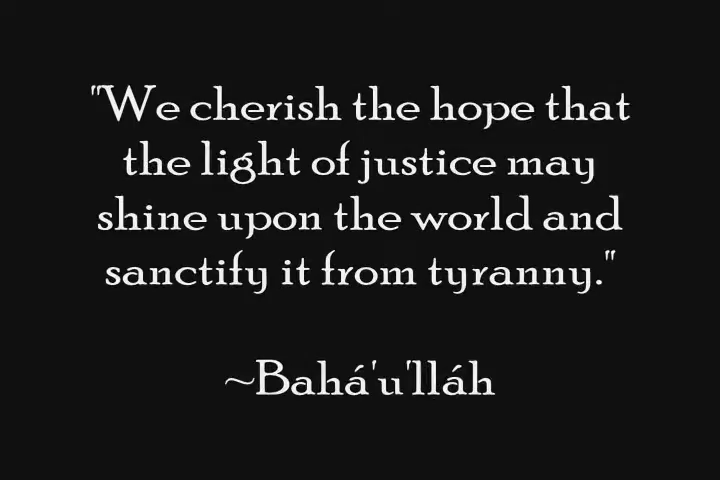 "We cherish the hope that
the light of justice may
shine upon the world and
sanctify it from tyranny."
~Bahá'u'lláh